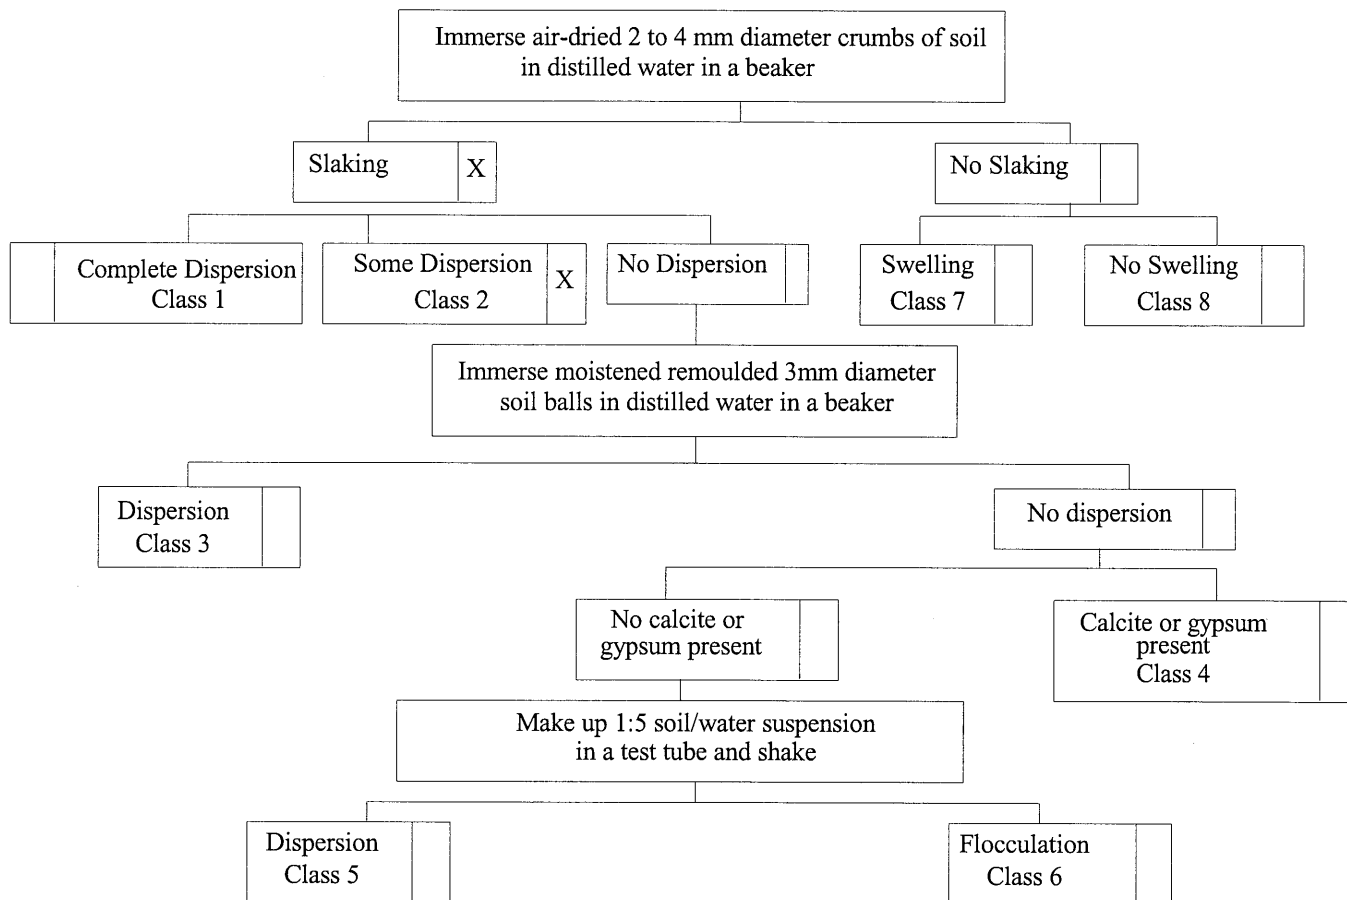 Immerse air-dried 2 to 4 mm diameter crumbs of soil
in distilled water in a beaker
Slaking X
No Slaking
Complete Dispersion
Class 1
Some Dispersion X
Class 2
No Dispersion
Swelling
Class 7
No Swelling
Class 8
Immerse moistened remoulded 3mm diameter
soil balls in distilled water in a beaker
Dispersion
Class 3
No dispersion
No calcite or
gypsum present
Calcite or gypsum
present
Class 4
Make up 1:5 soil/water suspension
in a test tube and shake
Dispersion
Class 5
Flocculation
Class 6